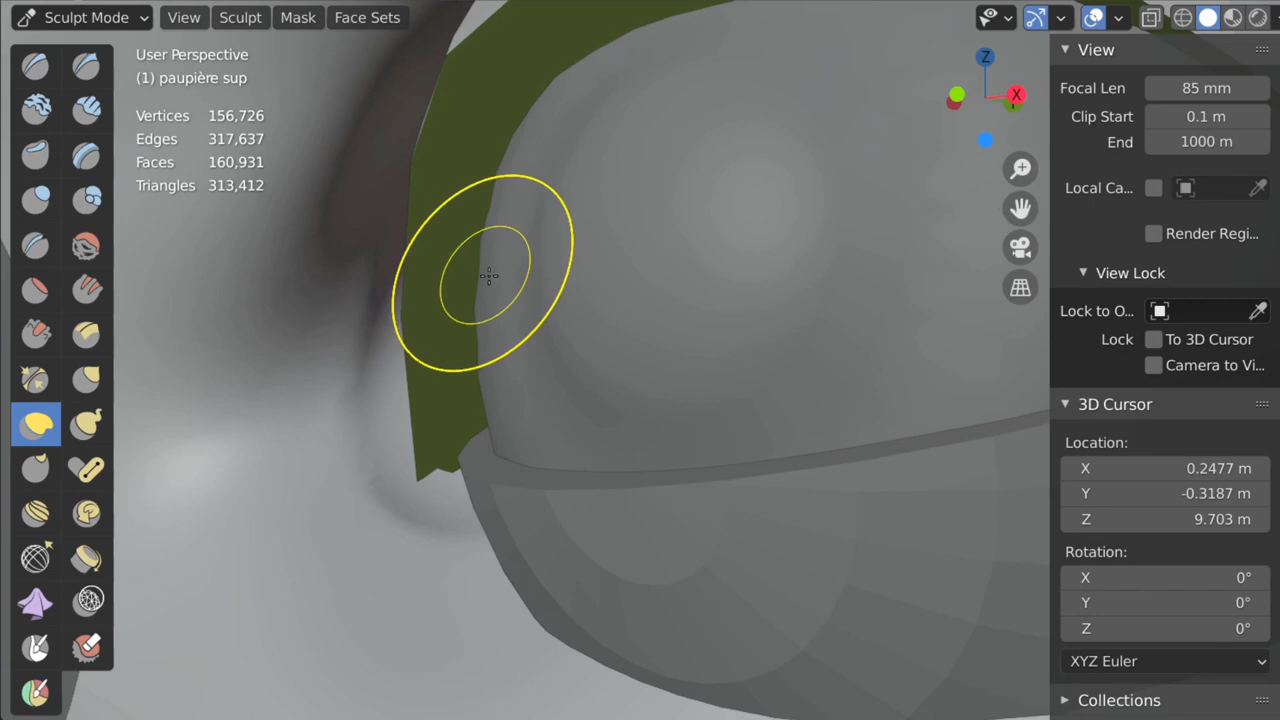 Sculpt Mode View Sculpt Mask Face Sets
User Perspective
(1) paupière sup
Vertices 156,726
Edges 317,637
Faces 160,931
Triangles 313,412
Z
X
Y
View
Focal Len 85 mm
Clip Start 0.1 m
End 1000 m
Local Ca...
Render Regi...
View Lock
Lock to O...
Lock To 3D Cursor
Camera to Vi...
3D Cursor
Location:
X 0.2477 m
Y -0.3187 m
Z 9.703 m
Rotation:
X 0°
Y 0°
Z 0°
XYZ Euler
Collections